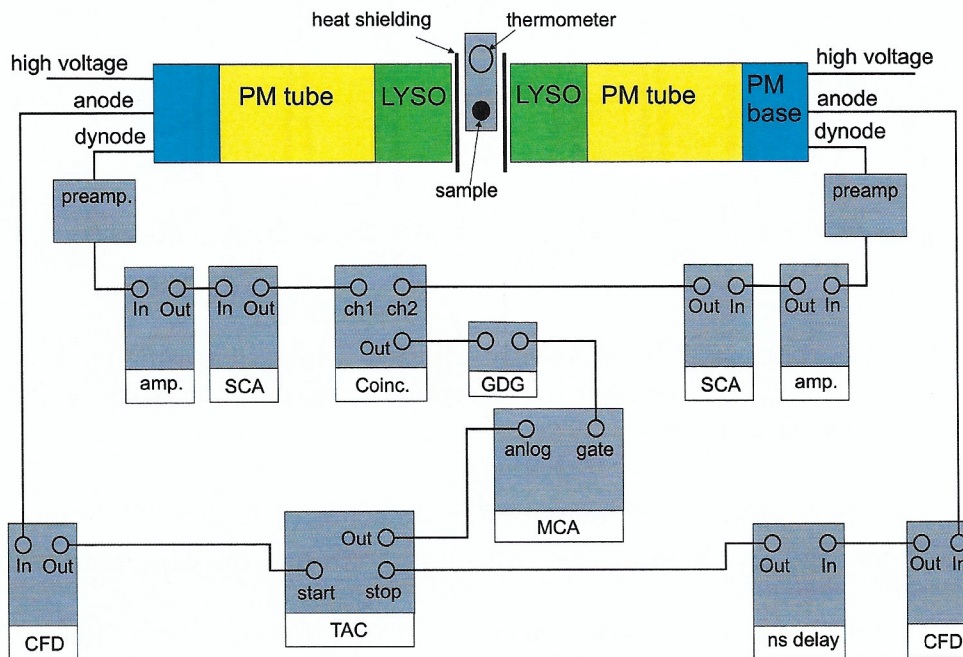 heat shielding
thermometer
high voltage
high voltage
anode
PM tube
LYSO
LYSO
PM tube
PM
base
anode
dynode
dynode
sample
preamp.
preamp
In Out
In Out
ch1 ch2
Out
Out In
Out In
amp.
SCA
Coinc.
GDG
SCA
amp.
anlog gate
MCA
Out
start stop
TAC
In Out
CFD
Out In
ns delay
Out In
CFD